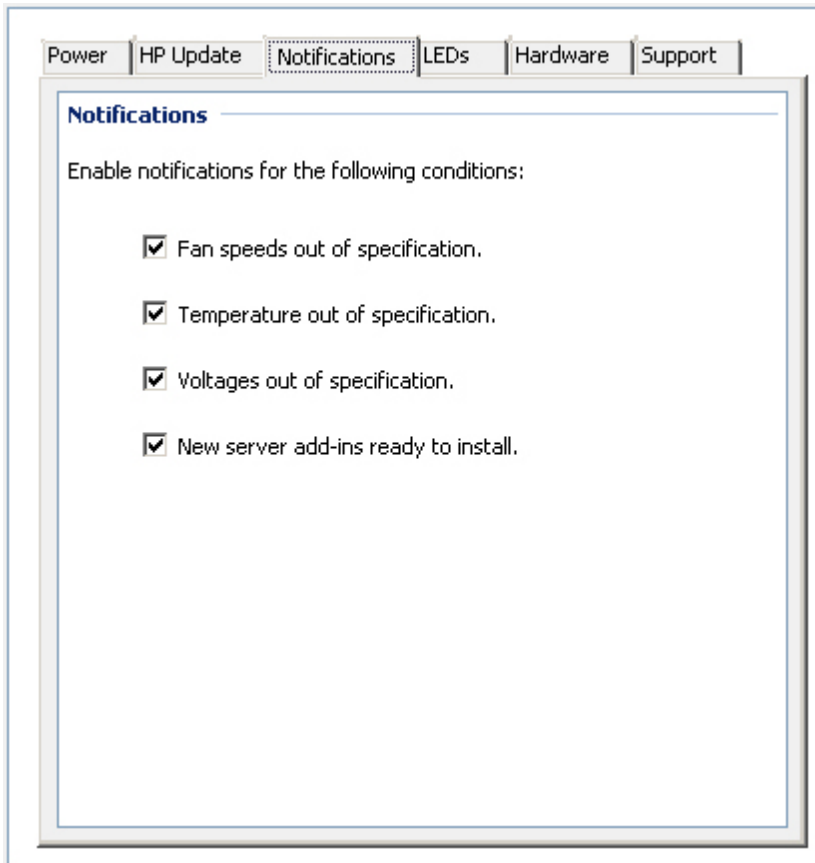 Power HP Update Notifications LEDs Hardware Support
Notifications
Enable notifications for the following conditions:
Fan speeds out of specification.
Temperature out of specification.
Voltages out of specification.
New server add-ins ready to install.